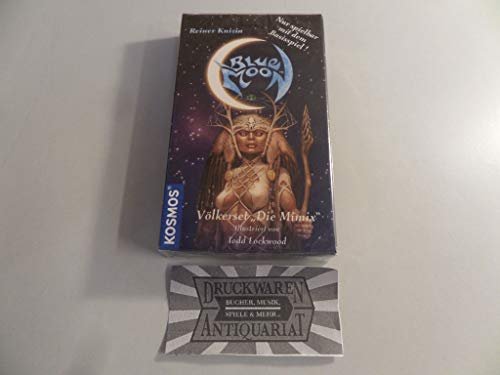 Reiner Knizia
Nur spielbar
mit dem
Basisspiel!
BLUE
MOON
Völkerset „Die Mimix“
Illustriert von
Todd Lockwood
KOSMOS
DRUCKWAREN
BÜCHER, MUSIK,
SPIELE & MEHR...
ANTIQUARIAT